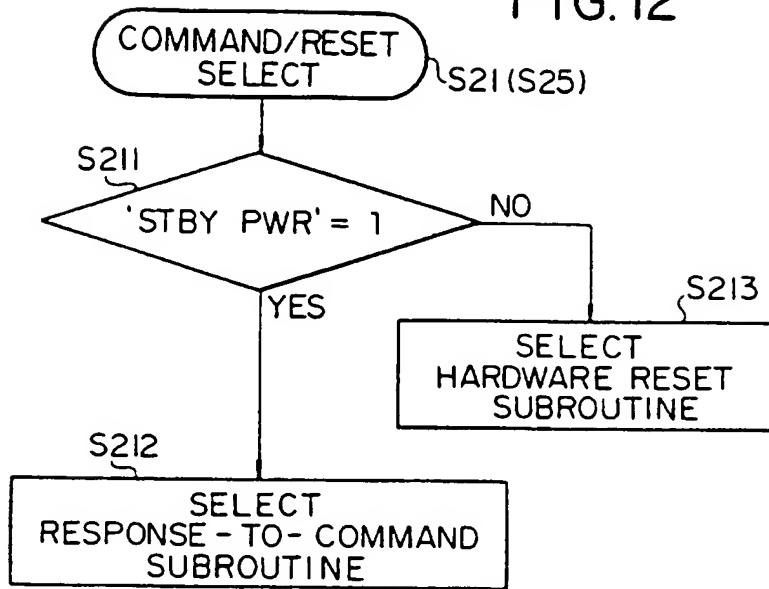 FIG. 12
COMMAND/RESET
SELECT
S21 (S25)
S211
'STBY PWR' = 1
NO
YES
S213
SELECT
HARDWARE RESET
SUBROUTINE
S212
SELECT
RESPONSE-TO-COMMAND
SUBROUTINE